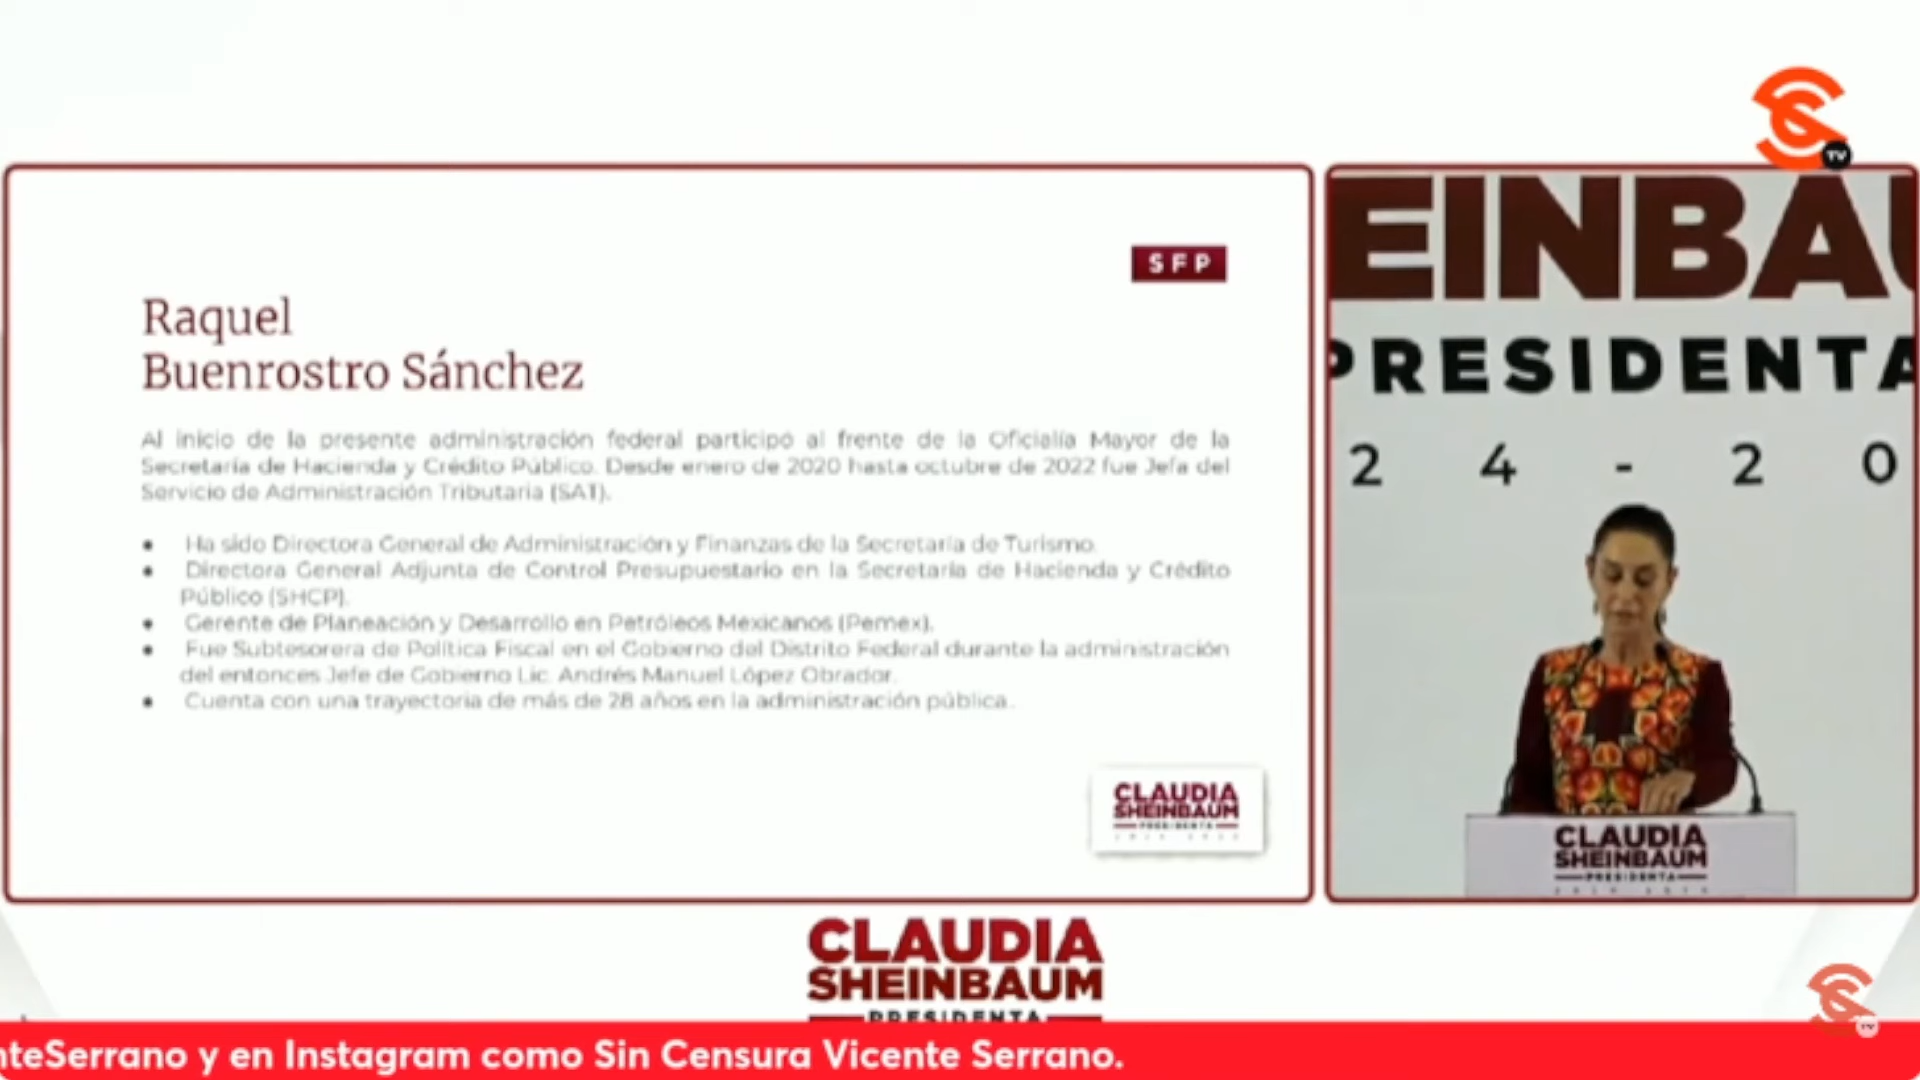 TV
SFP
Raquel
Buenrostro Sánchez
Al inicio de la presente administración federal participó al frente de la Oficialía Mayor de la
Secretaría de Hacienda y Crédito Público. Desde enero de 2020 hasta octubre de 2022 fue Jefa del
Servicio de Administración Tributaria (SAT).
● Ha sido Directora General de Administración y Finanzas de la Secretaría de Turismo.
● Directora General Adjunta de Control Presupuestario en la Secretaría de Hacienda y Crédito
Público (SHCP).
● Gerente de Planeación y Desarrollo en Petróleos Mexicanos (Pemex).
● Fue Subtesorera de Política Fiscal en el Gobierno del Distrito Federal durante la administración
del entonces Jefe de Gobierno Lic. Andrés Manuel López Obrador.
● Cuenta con una trayectoria de más de 28 años en la administración pública.
CLAUDIA
SHEINBAUM
PRESIDENTA
EINBAU
PRESIDENTA
24-20
CLAUDIA
SHEINBAUM
PRESIDENTA
CLAUDIA
SHEINBAUM
PRESIDENTA
TV
nteSerrano y en Instagram como Sin Censura Vicente Serrano.